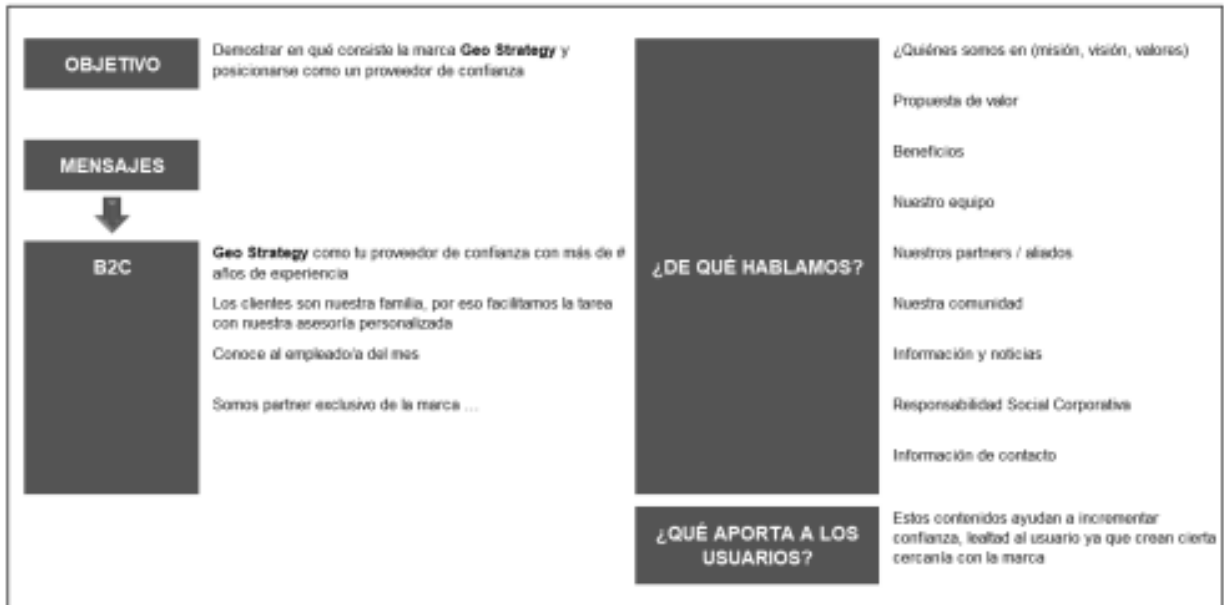 OBJETIVO
Demostrar en qué consiste la marca Geo Strategy y
posicionarse como un proveedor de confianza
MENSAJES
B2C
Geo Strategy como tu proveedor de confianza con más de #
años de experiencia
Los clientes son nuestra familia, por eso facilitamos la tarea
con nuestra asesoría personalizada
Conoce al empleado/a del mes
Somos partner exclusivo de la marca ...
¿DE QUÉ HABLAMOS?
¿Quiénes somos en (misión, visión, valores)
Propuesta de valor
Beneficios
Nuestro equipo
Nuestros partners / aliados
Nuestra comunidad
Información y noticias
Responsabilidad Social Corporativa
Información de contacto
¿QUÉ APORTA A LOS
USUARIOS?
Estos contenidos ayudan a incrementar
confianza, lealtad al usuario ya que crean cierta
cercanía con la marca